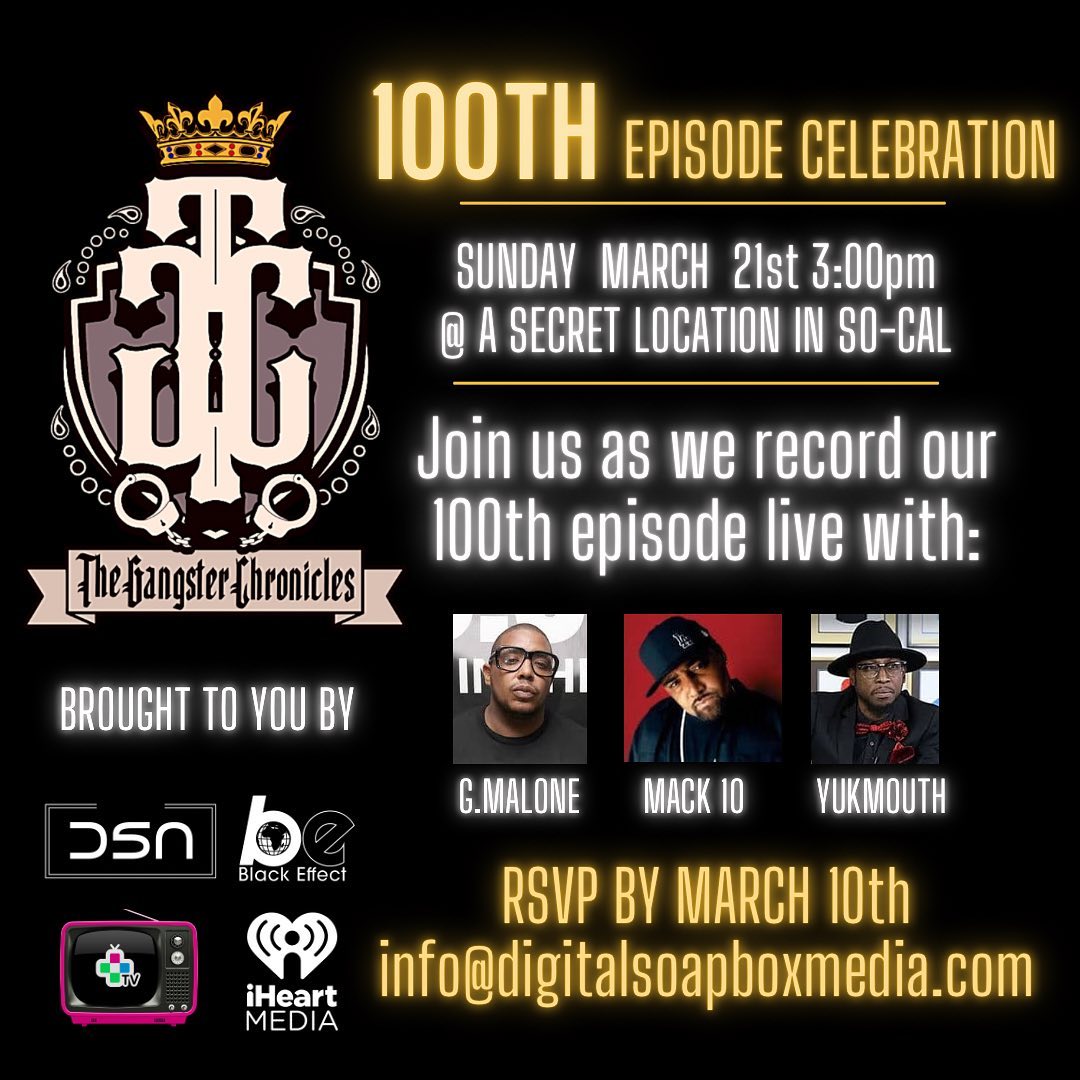 100TH EPISODE CELEBRATION
SUNDAY MARCH 21st 3:00pm
@ A SECRET LOCATION IN SO-CAL
Join us as we record our
100th episode live with:
TGC
The Gangster Chronicles
G.MALONE MACK 10 YUKMOUTH
BROUGHT TO YOU BY
DSN
be
Black Effect
TV
iHeart
MEDIA
RSVP BY MARCH 10th
info@digitalsoapboxmedia.com